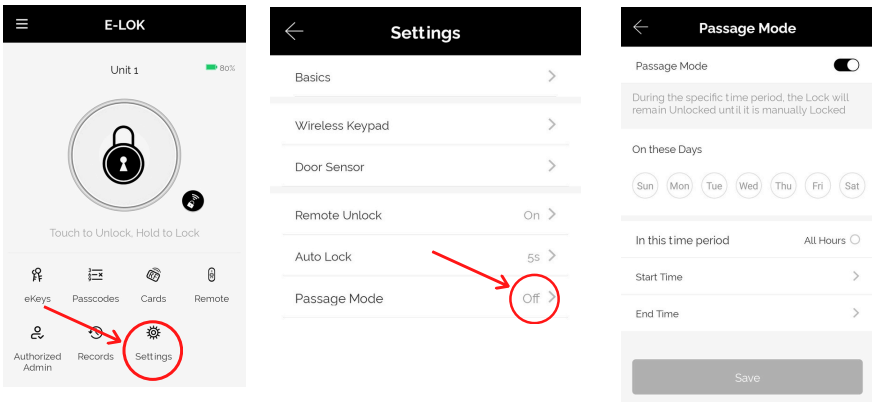 E-LOK
Unit 1
80%
Touch to Unlock, Hold to Lock
eKeys
Passcodes
Cards
Remote
Authorized
Admin
Records
Settings
Settings
Basics
Wireless Keypad
Door Sensor
Remote Unlock On
Auto Lock 5s
Passage Mode Off
Passage Mode
Passage Mode
During the specific time period, the Lock will
remain Unlocked until it is manually Locked
On these Days
Sun Mon Tue Wed Thu Fri Sat
In this time period All Hours
Start Time
End Time
Save